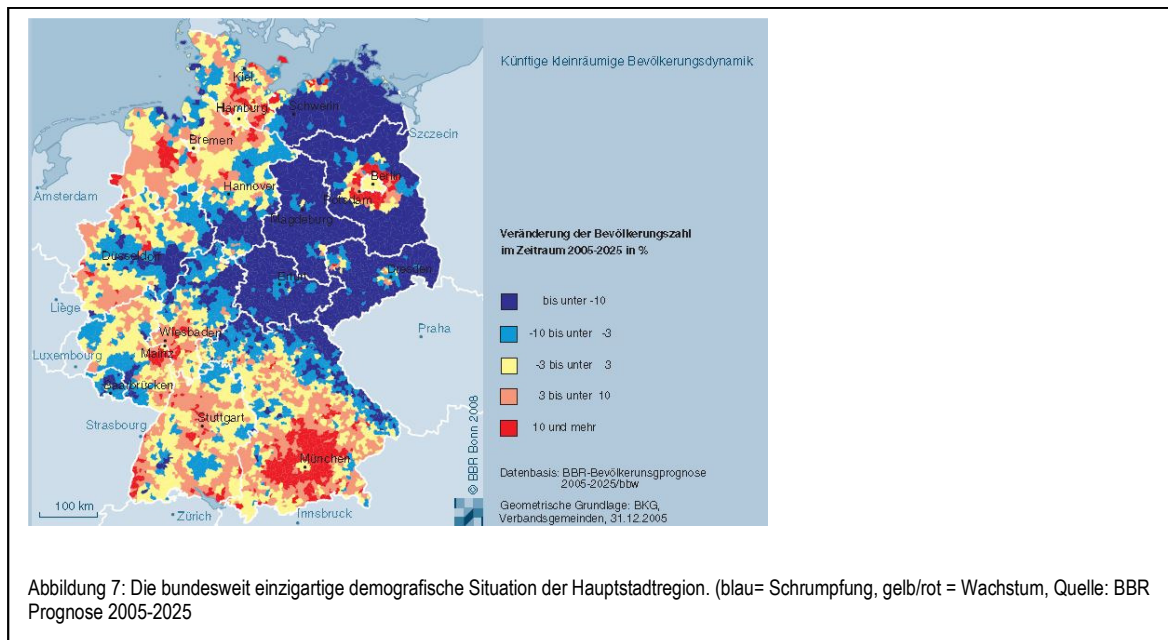 Künftige kleinräumige Bevölkerungsdynamik
Kiel
Hamburg
Schwerin
Szczecin
Bremen
Berlin
Potsdam
Amsterdam
Hannover
Magdeburg
Düsseldorf
Erfurt
Dresden
Liège
Praha
Wiesbaden
Mainz
Luxembourg
Saarbrücken
Stuttgart
Strasbourg
München
Zürich
Innsbruck
100 km
© BBR Bonn 2008
Veränderung der Bevölkerungszahl
im Zeitraum 2005-2025 in %
bis unter -10
-10 bis unter -3
-3 bis unter 3
3 bis unter 10
10 und mehr
Datenbasis: BBR-Bevölkerunsgprognose
2005-2025/bbw
Geometrische Grundlage: BKG,
Verbandsgemeinden, 31.12.2005
Abbildung 7: Die bundesweit einzigartige demografische Situation der Hauptstadtregion. (blau= Schrumpfung, gelb/rot = Wachstum, Quelle: BBR
Prognose 2005-2025